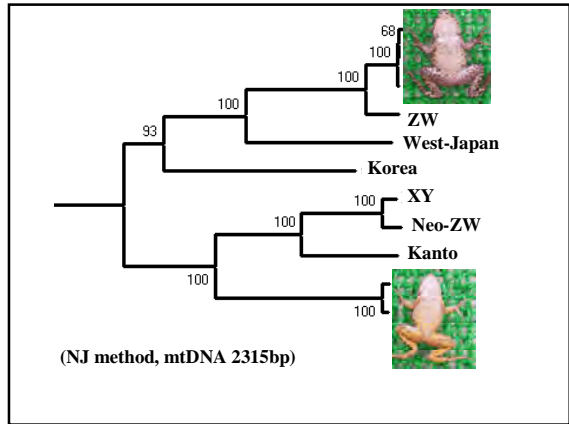 68
100
100
ZW
100
West-Japan
93
Korea
XY
100
Neo-ZW
100
Kanto
100
100
(NJ method, mtDNA 2315bp)